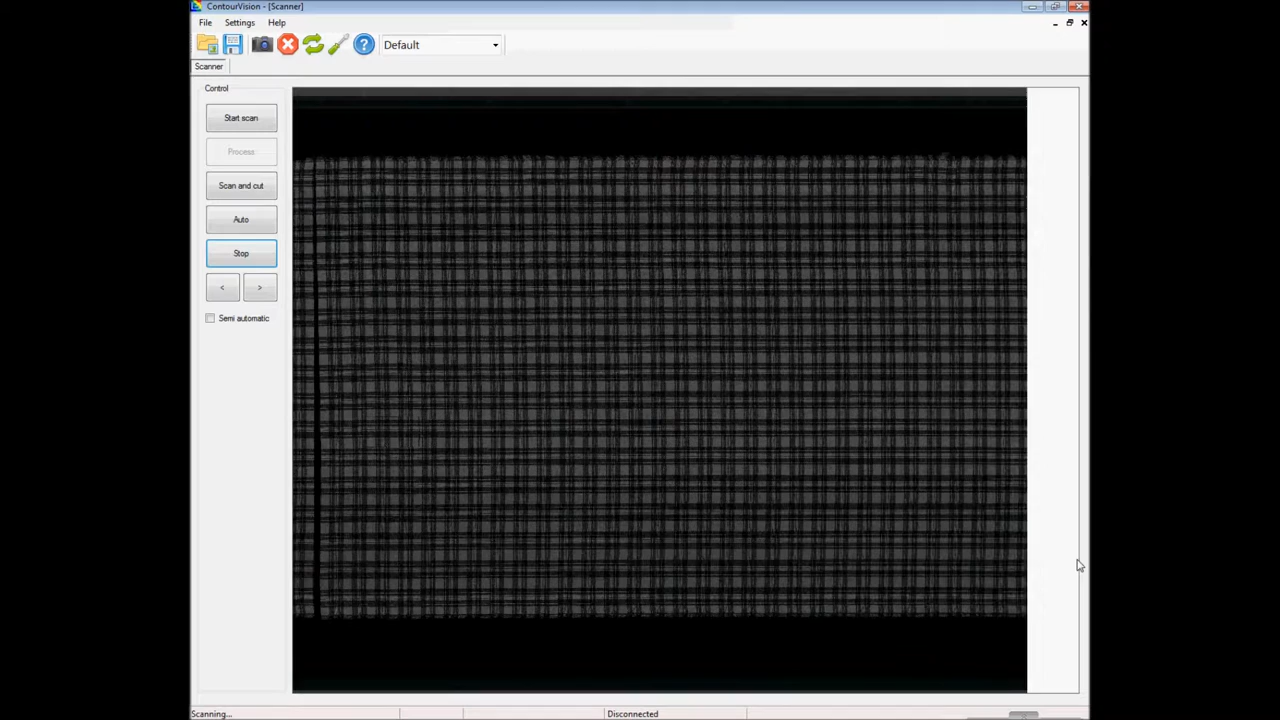 ContourVision - [Scanner]
File Settings Help
Default
Scanner
Control
Start scan
Process
Scan and cut
Auto
Stop
< >
Semi automatic
Scanning... Disconnected